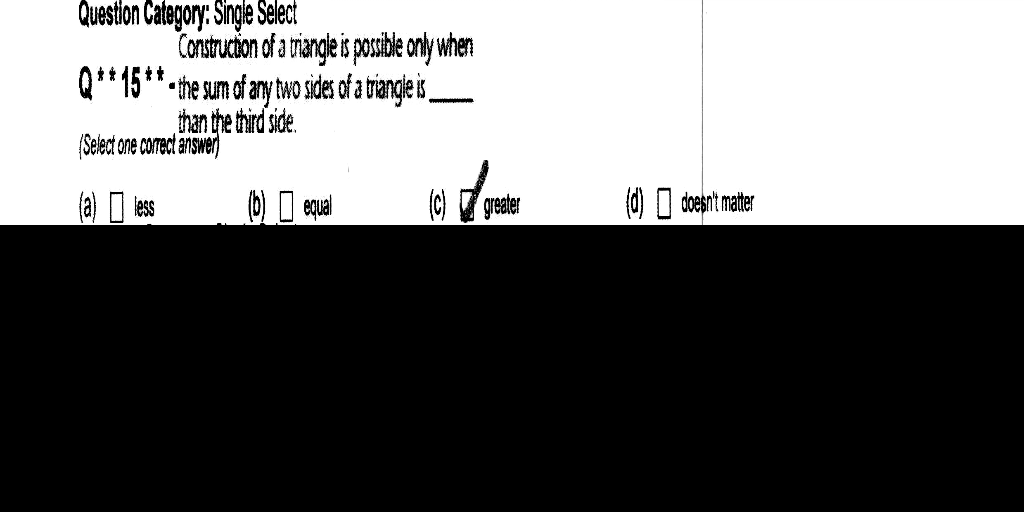 Question Category: Single Select
Construction of a triangle is possible only when
Q * * 15 * * - the sum of any two sides of a triangle is ____
than the third side.
(Select one correct answer)
(a) ☐ less (b) ☐ equal (c) ☑ greater (d) ☐ doesn't matter